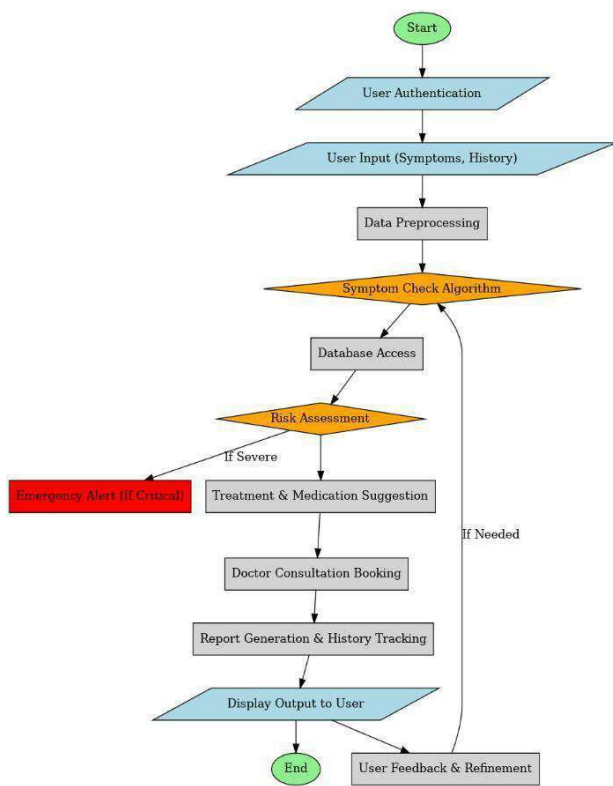 Start
User Authentication
User Input (Symptoms, History)
Data Preprocessing
Symptom Check Algorithm
Database Access
Risk Assessment
If Severe
Emergency Alert (If Critical)
Treatment & Medication Suggestion
If Needed
Doctor Consultation Booking
Report Generation & History Tracking
Display Output to User
End
User Feedback & Refinement